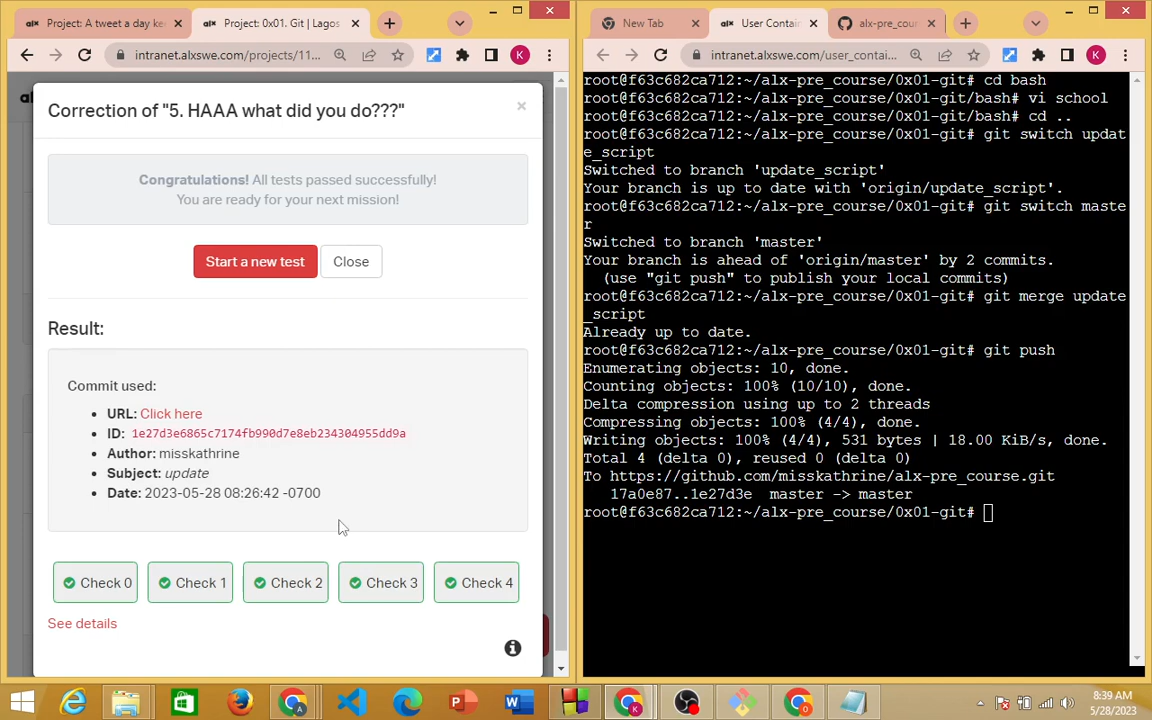 Project: A tweet a day ke
Project: 0x01. Git | Lagos
intranet.alxswe.com/projects/11...
K
Correction of "5. HAAA what did you do???"
×
Congratulations! All tests passed successfully!
You are ready for your next mission!
Start a new test
Close
Result:
Commit used:
URL: Click here
ID: 1e27d3e6865c7174fb990d7e8eb234304955dd9a
Author: misskathrine
Subject: update
Date: 2023-05-28 08:26:42 -0700
Check 0
Check 1
Check 2
Check 3
Check 4
See details
New Tab
User Contain
alx-pre_cour
intranet.alxswe.com/user_contai...
K
root@f63c682ca712:~/alx-pre_course/0x01-git# cd bash
root@f63c682ca712:~/alx-pre_course/0x01-git/bash# vi school
root@f63c682ca712:~/alx-pre_course/0x01-git/bash# cd ..
root@f63c682ca712:~/alx-pre_course/0x01-git# git switch updat
e_script
Switched to branch 'update_script'
Your branch is up to date with 'origin/update_script'.
root@f63c682ca712:~/alx-pre_course/0x01-git# git switch maste
r
Switched to branch 'master'
Your branch is ahead of 'origin/master' by 2 commits.
(use "git push" to publish your local commits)
root@f63c682ca712:~/alx-pre_course/0x01-git# git merge update
_script
Already up to date.
root@f63c682ca712:~/alx-pre_course/0x01-git# git push
Enumerating objects: 10, done.
Counting objects: 100% (10/10), done.
Delta compression using up to 2 threads
Compressing objects: 100% (4/4), done.
Writing objects: 100% (4/4), 531 bytes | 18.00 KiB/s, done.
Total 4 (delta 0), reused 0 (delta 0)
To https://github.com/misskathrine/alx-pre_course.git
17a0e87..1e27d3e master -> master
root@f63c682ca712:~/alx-pre_course/0x01-git#
8:39 AM
5/28/2023